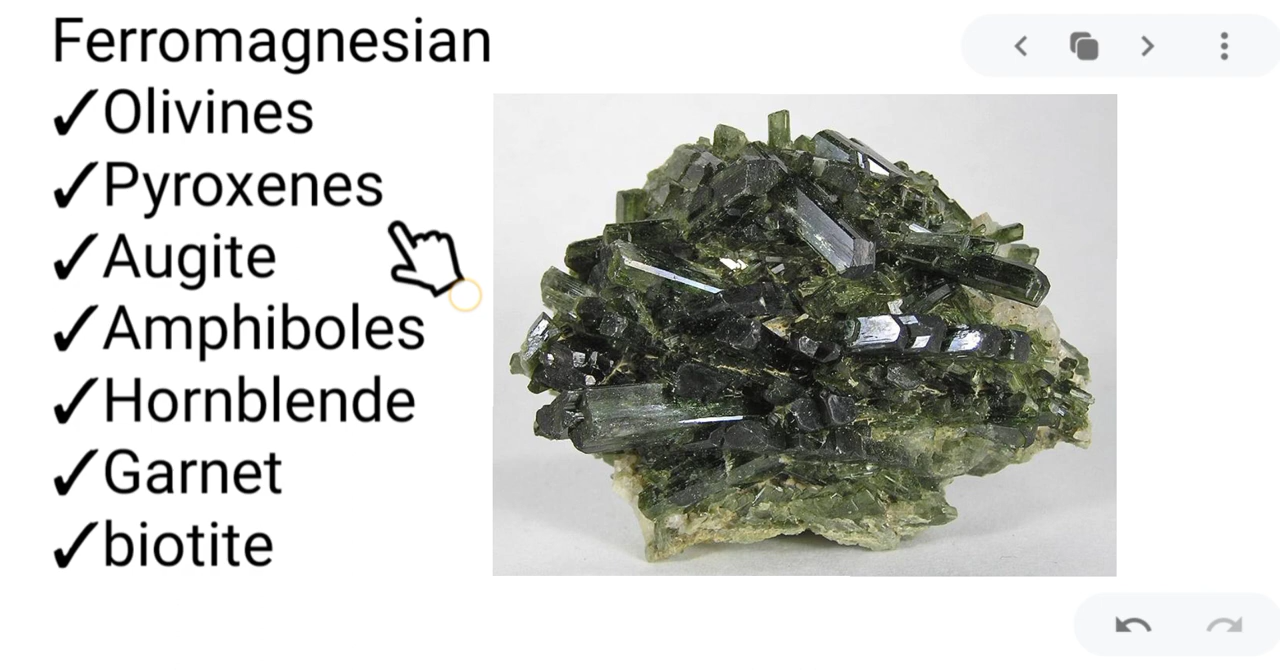 Ferromagnesian
✓Olivines
✓Pyroxenes
✓Augite
✓Amphiboles
✓Hornblende
✓Garnet
✓biotite